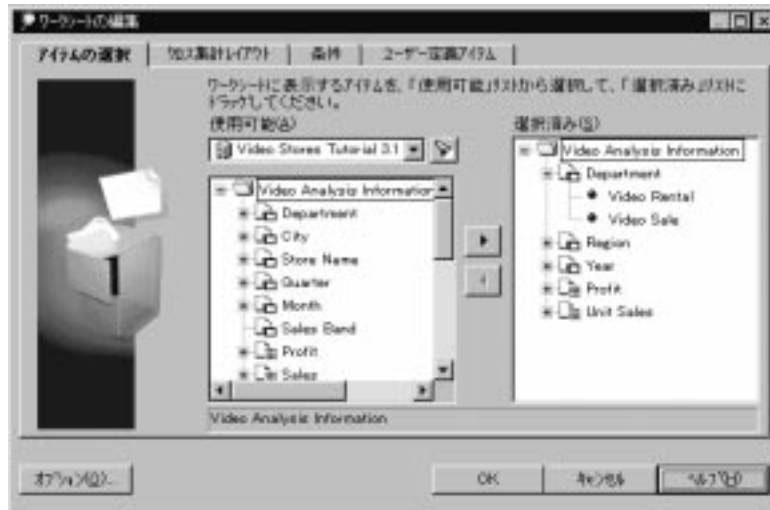 ワークシートの編集
アイテムの選択
クロス集計レイアウト
条件
ユーザー定義アイテム
ワークシートに表示するアイテムを、「使用可能」リストから選択して、「選択済み」リストに
ドラッグしてください。
使用可能(A)
選択済み(S)
Video Stores Tutorial 3.1
Video Analysis Information
Department
City
Store Name
Quarter
Month
Sales Band
Profit
Sales
Video Analysis Information
Department
Video Rental
Video Sale
Region
Year
Profit
Unit Sales
Video Analysis Information
オプション(O)...
OK
キャンセル
ヘルプ(H)